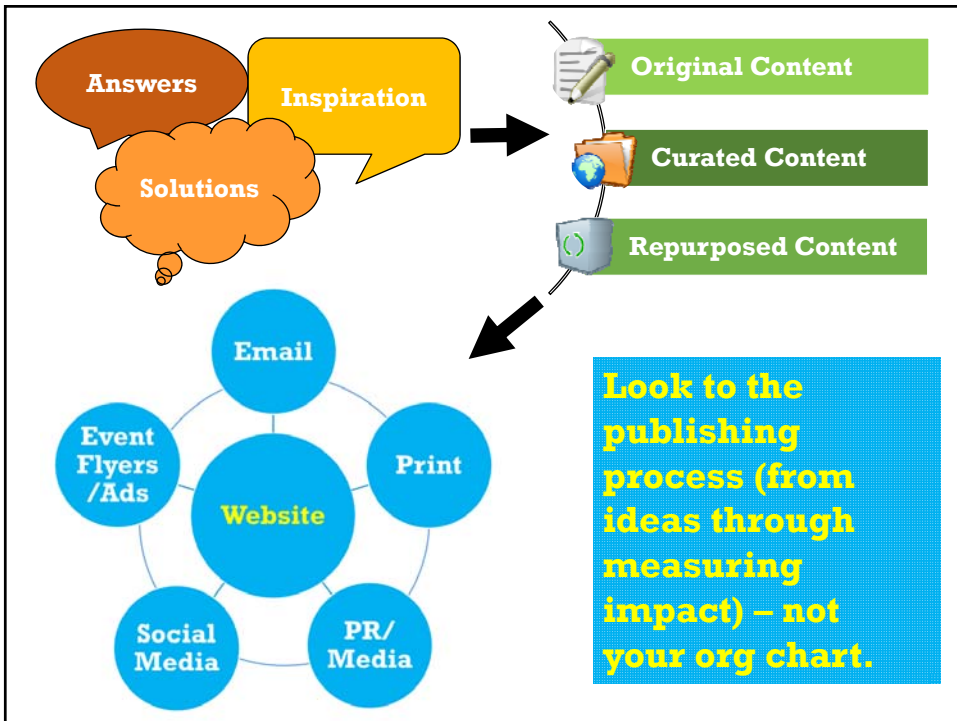 Answers
Inspiration
Solutions
Original Content
Curated Content
Repurposed Content
Email
Event
Flyers
/Ads
Print
Website
Social
Media
PR/
Media
Look to the
publishing
process (from
ideas through
measuring
impact) – not
your org chart.